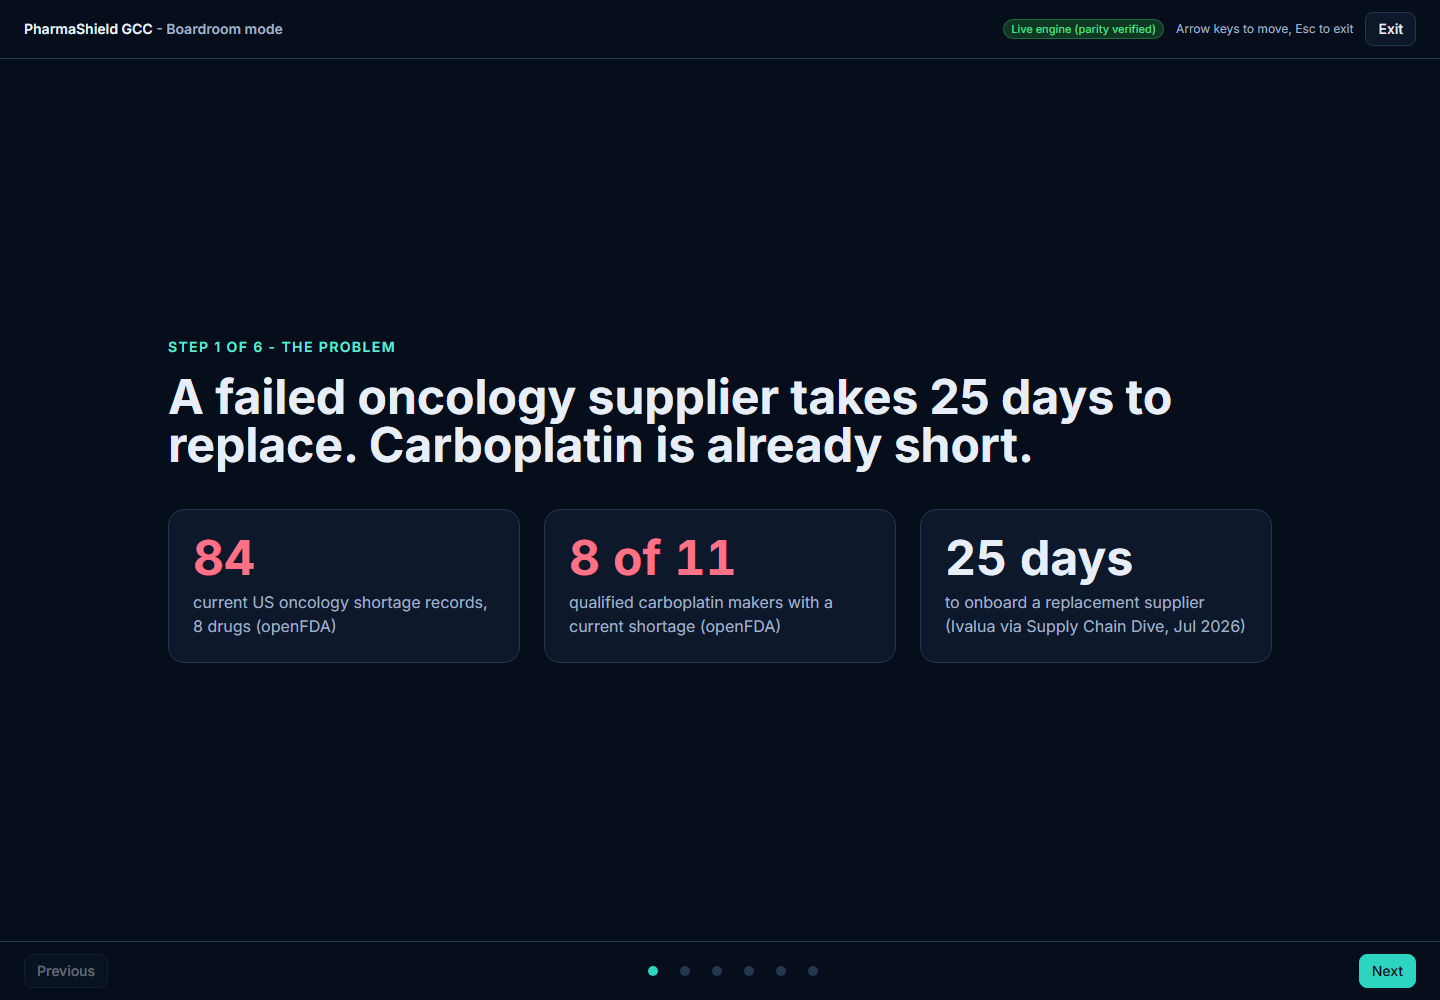 PharmaShield GCC - Boardroom mode
Live engine (parity verified)
Arrow keys to move, Esc to exit
Exit
STEP 1 OF 6 - THE PROBLEM
A failed oncology supplier takes 25 days to
replace. Carboplatin is already short.
84
current US oncology shortage records,
8 drugs (openFDA)
8 of 11
qualified carboplatin makers with a
current shortage (openFDA)
25 days
to onboard a replacement supplier
(Ivalua via Supply Chain Dive, Jul 2026)
Previous
Next